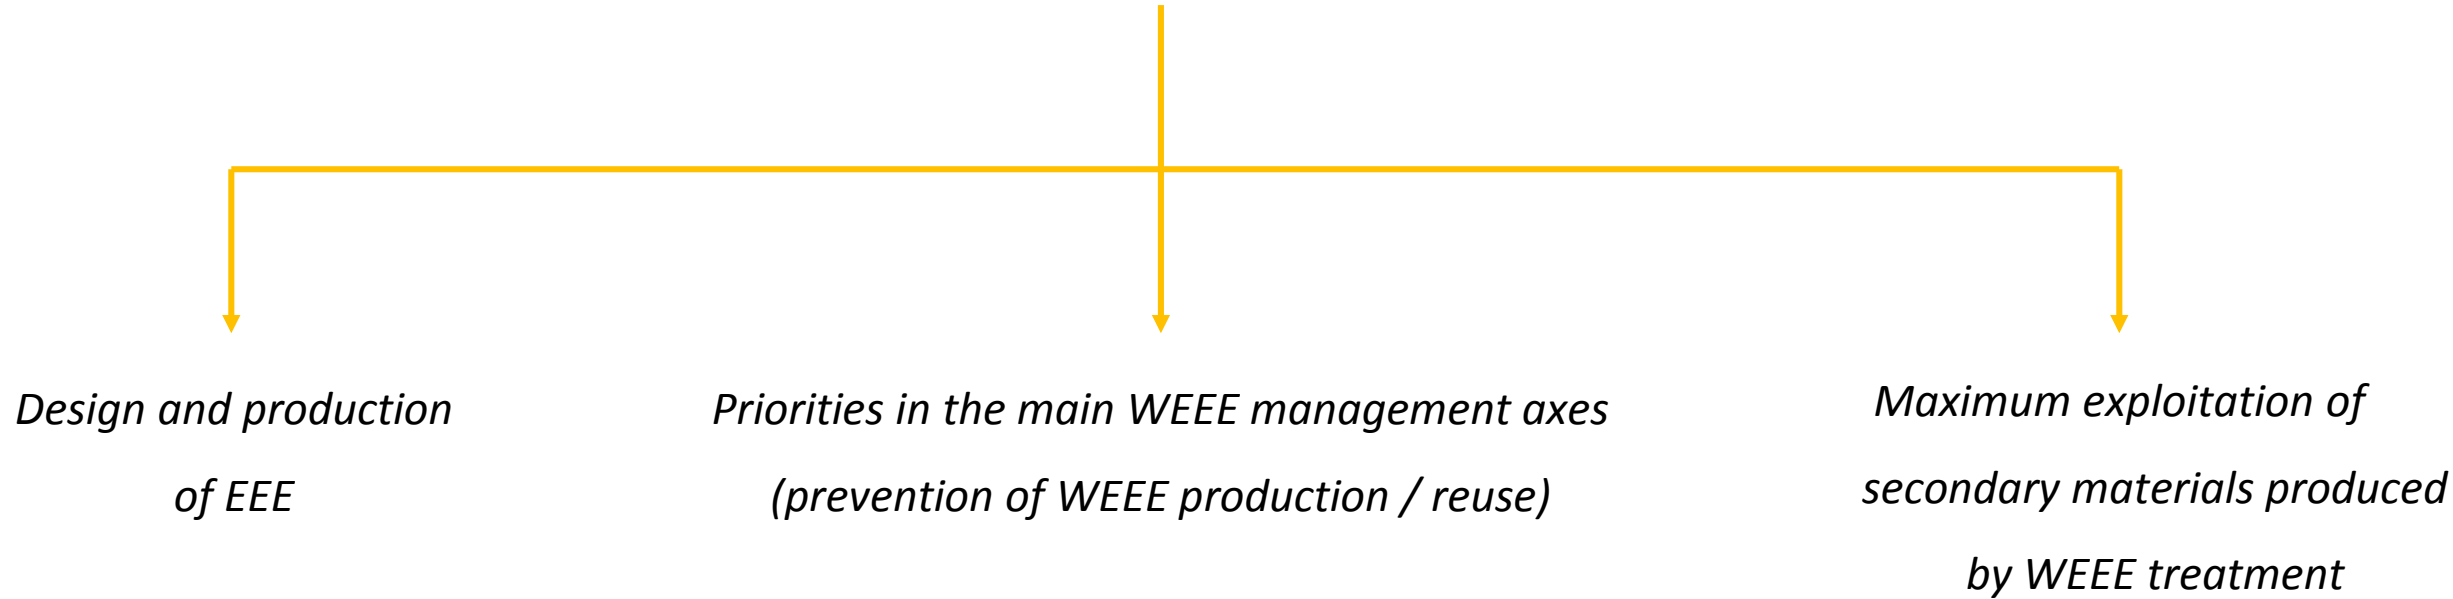 Design and production
of EEE
Priorities in the main WEEE management axes
(prevention of WEEE production / reuse)
Maximum exploitation of
secondary materials produced
by WEEE treatment